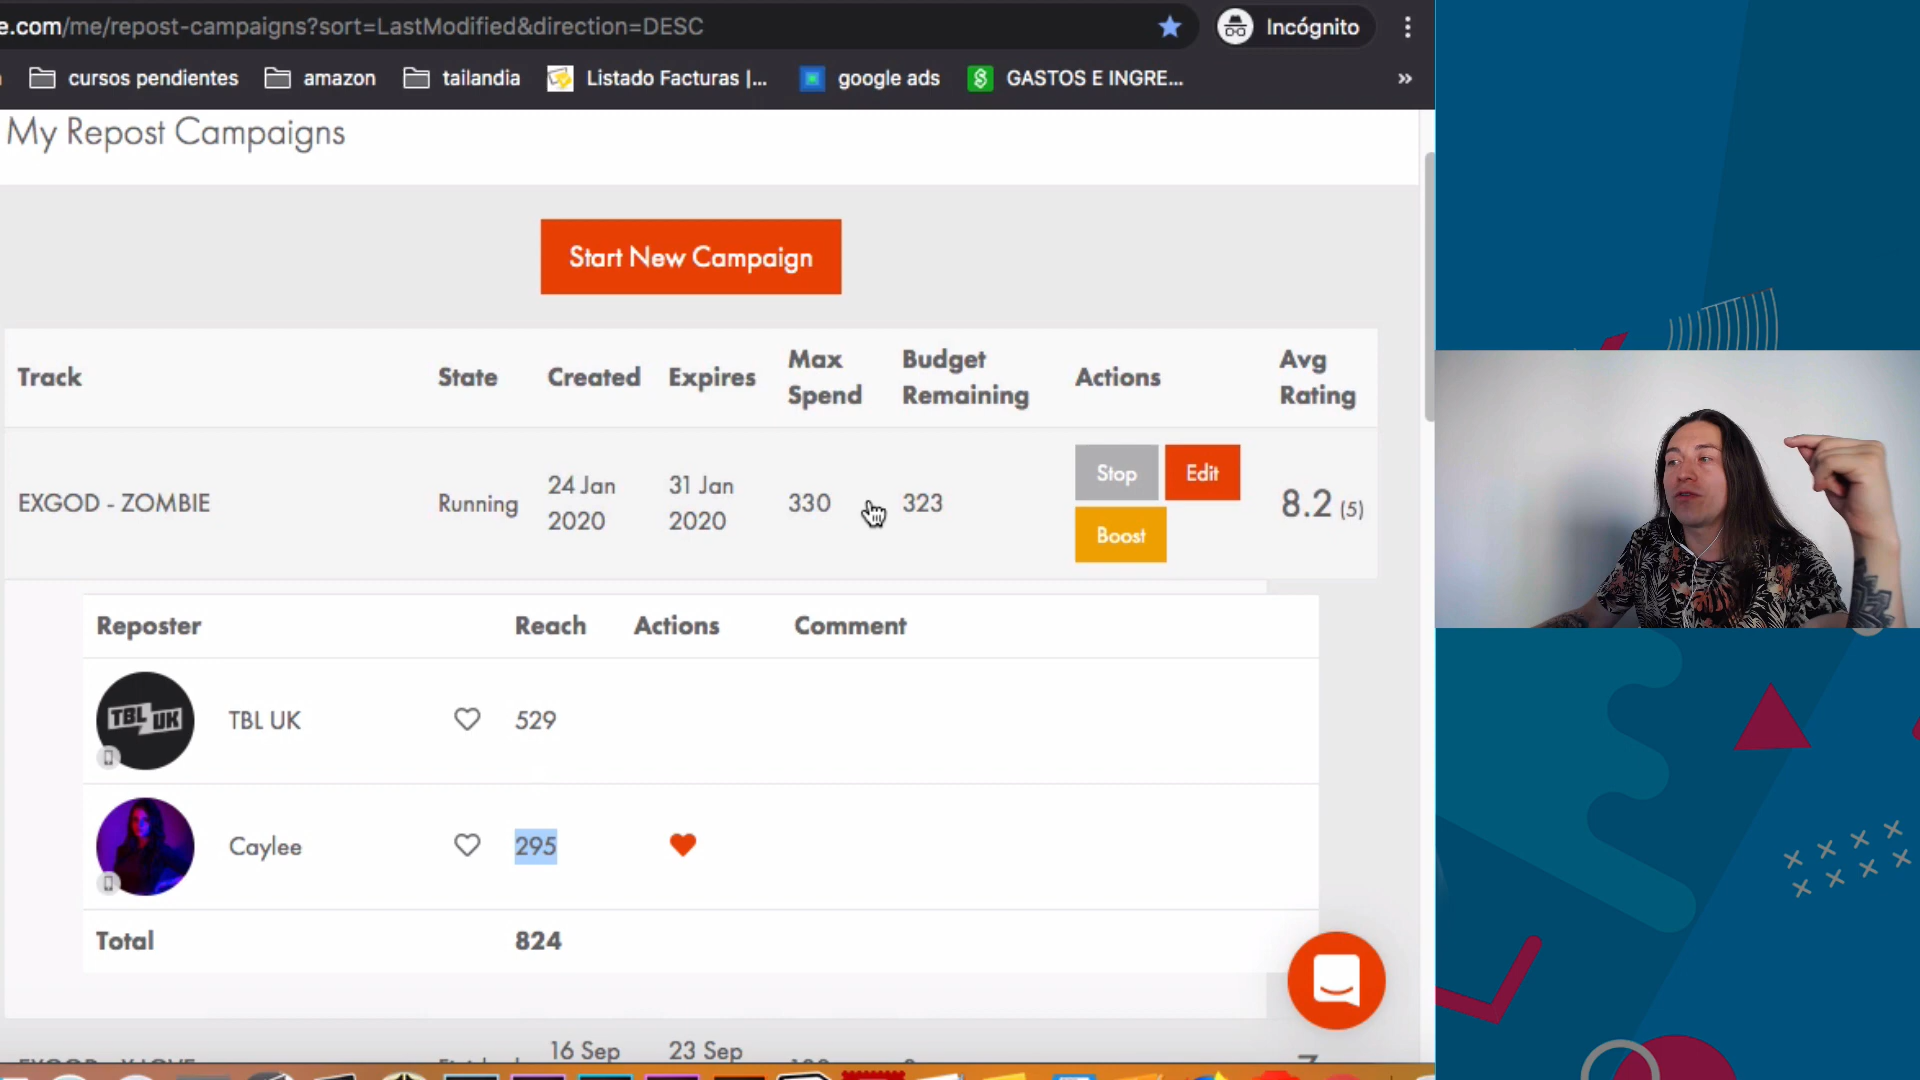 e.com/me/repost-campaigns?sort=LastModified&direction=DESC
Incógnito
cursos pendientes
amazon
tailandia
Listado Facturas |...
google ads
GASTOS E INGRE...
»
My Repost Campaigns
Start New Campaign
Track
State
Created
Expires
Max Spend
Budget Remaining
Actions
Avg Rating
EXGOD - ZOMBIE
Running
24 Jan 2020
31 Jan 2020
330
323
Stop
Edit
Boost
8.2 (5)
Reposter
Reach
Actions
Comment
TBL UK
TBL UK
529
Caylee
295
Total
824
16 Sep
23 Sep